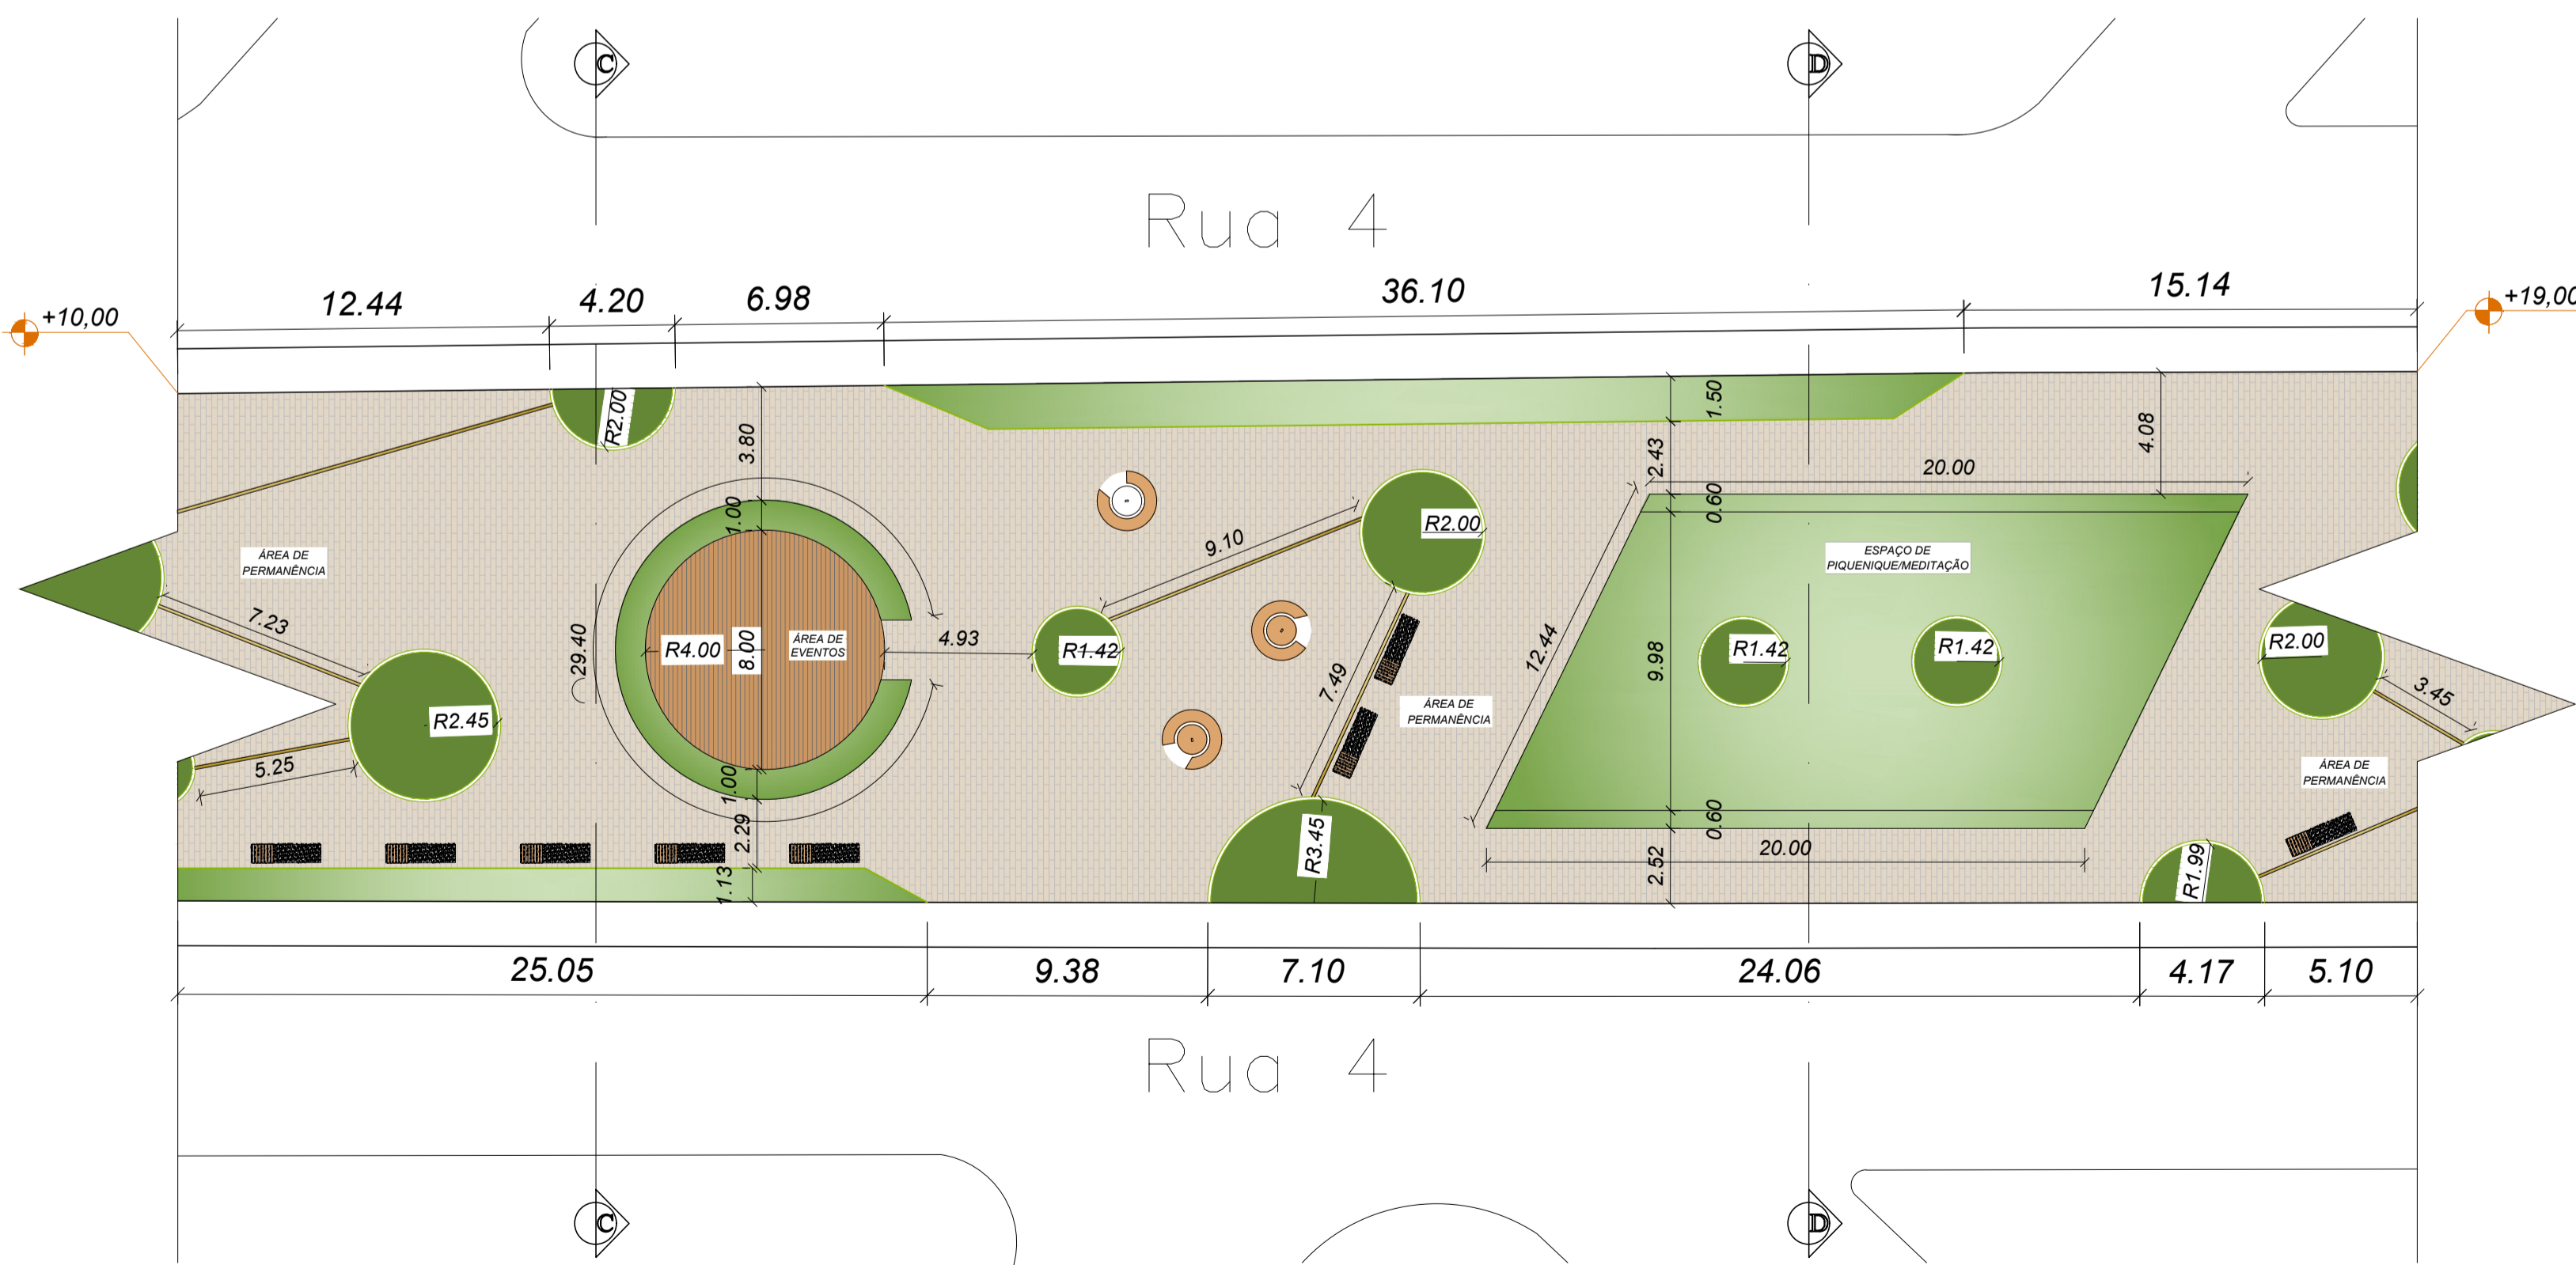 C
D
Rua 4
12.44
4.20
6.98
36.10
15.14
+10,00
+19,00
R2.00
3.80
1.50
4.08
2.43
20.00
1.00
0.60
R2.00
9.10
ÁREA DE
PERMANÊNCIA
ESPAÇO DE
PIQUENIQUE/MEDITAÇÃO
7.23
29.40
R4.00
8.00
ÁREA DE
EVENTOS
4.93
R1.42
12.44
9.98
R1.42
R1.42
R2.00
7.49
3.45
R2.45
ÁREA DE
PERMANÊNCIA
5.25
ÁREA DE
PERMANÊNCIA
1.00
2.29
0.60
R3.45
20.00
2.52
R1.99
1.13
25.05
9.38
7.10
24.06
4.17
5.10
Rua 4
C
D